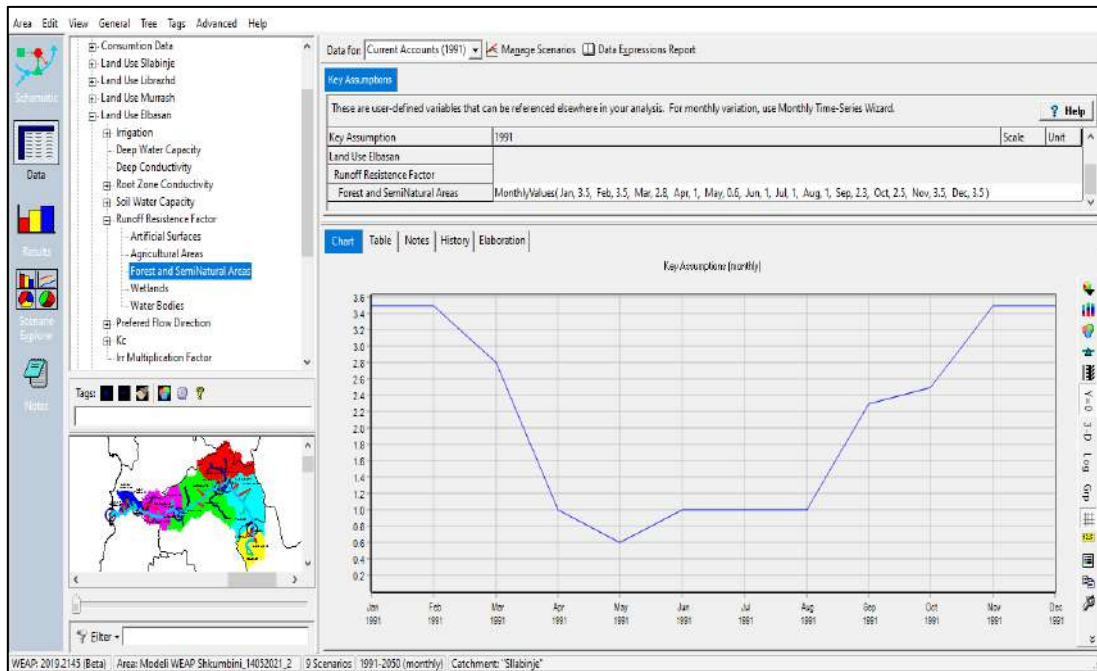 Area Edit View General Tree Tags Advanced Help
Schematic
Data
Results
Scenario
Explorer
Notes
Consumtion Data
Land Use Sllabinje
Land Use Librazhd
Land Use Murrash
Land Use Elbasan
Irrigation
Deep Water Capacity
Deep Conductivity
Root Zone Conductivity
Soil Water Capacity
Runoff Resistence Factor
Artificial Surfaces
Agricultural Areas
Forest and SemiNatural Areas
Wetlands
Water Bodies
Prefered Flow Direction
Kc
Irr Multiplication Factor
Tags:
Filter
Data for: Current Accounts (1991) Manage Scenarios Data Expressions Report
Key Assumptions
These are user-defined variables that can be referenced elsewhere in your analysis. For monthly variation, use Monthly Time-Series Wizard.
? Help
Key Assumption 1991 Scale Unit
Land Use Elbasan
Runoff Resistence Factor
Forest and SemiNatural Areas MonthlyValues( Jan, 3.5, Feb, 3.5, Mar, 2.8, Apr, 1, May, 0.6, Jun, 1, Jul, 1, Aug, 1, Sep, 2.3, Oct, 2.5, Nov, 3.5, Dec, 3.5 )
Chart Table Notes History Elaboration
Key Assumptions (monthly)
3.6
3.4
3.2
3.0
2.8
2.6
2.4
2.2
2.0
1.8
1.6
1.4
1.2
1.0
0.8
0.6
0.4
0.2
Jan Feb Mar Apr May Jun Jul Aug Sep Oct Nov Dec
1991 1991 1991 1991 1991 1991 1991 1991 1991 1991 1991 1991
Y=0
3-D
Log
Grp
WEAP: 2019.2145 (Beta) Area: Modeli WEAP Shkumbini_14052021_2 9 Scenarios 1991-2050 (monthly) Catchment: "Sllabinje"